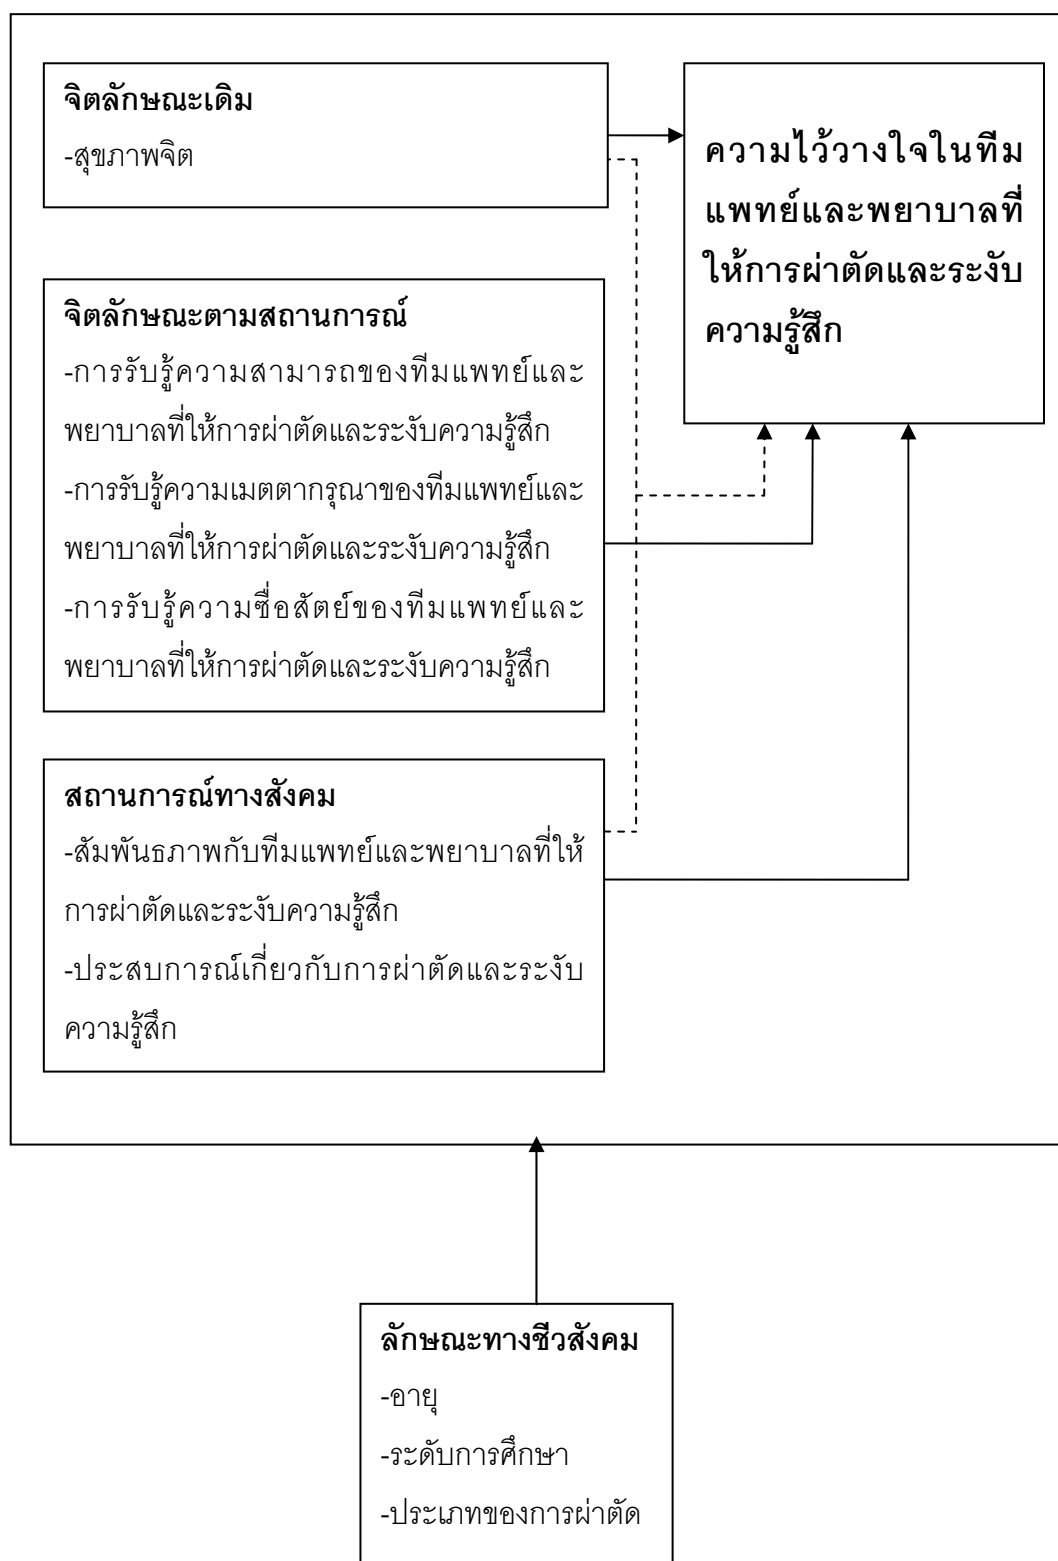 จิตลักษณะเดิม
-สุขภาพจิต
ความไว้วางใจในทีม
แพทย์และพยาบาลที่
ให้การผ่าตัดและระงับ
ความรู้สึก
จิตลักษณะตามสถานการณ์
-การรับรู้ความสามารถของทีมแพทย์และ
พยาบาลที่ให้การผ่าตัดและระงับความรู้สึก
-การรับรู้ความเมตตากรุณาของทีมแพทย์และ
พยาบาลที่ให้การผ่าตัดและระงับความรู้สึก
-การรับรู้ความซื่อสัตย์ของทีมแพทย์และ
พยาบาลที่ให้การผ่าตัดและระงับความรู้สึก
สถานการณ์ทางสังคม
-สัมพันธภาพกับทีมแพทย์และพยาบาลที่ให้
การผ่าตัดและระงับความรู้สึก
-ประสบการณ์เกี่ยวกับการผ่าตัดและระงับ
ความรู้สึก
ลักษณะทางชีวสังคม
-อายุ
-ระดับการศึกษา
-ประเภทของการผ่าตัด